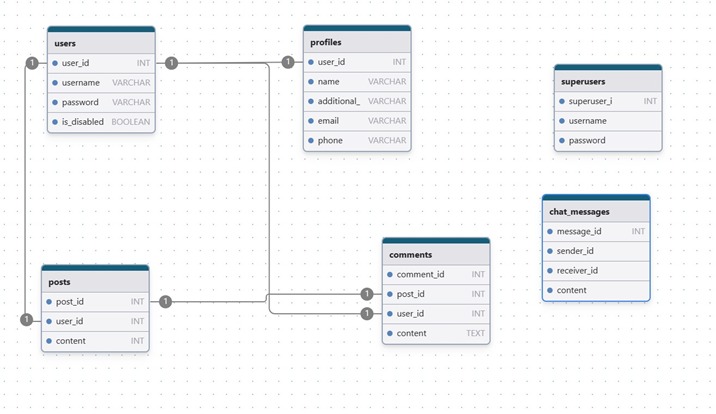 users
1 user_id INT 1
username VARCHAR
password VARCHAR
is_disabled BOOLEAN
profiles
1 user_id INT
name VARCHAR
additional_ VARCHAR
email VARCHAR
phone VARCHAR
superusers
superuser_i INT
username
password
chat_messages
message_id INT
sender_id
receiver_id
content
comments
comment_id INT
1 post_id INT
1 user_id INT
content TEXT
posts
post_id INT 1
1 user_id INT
content INT